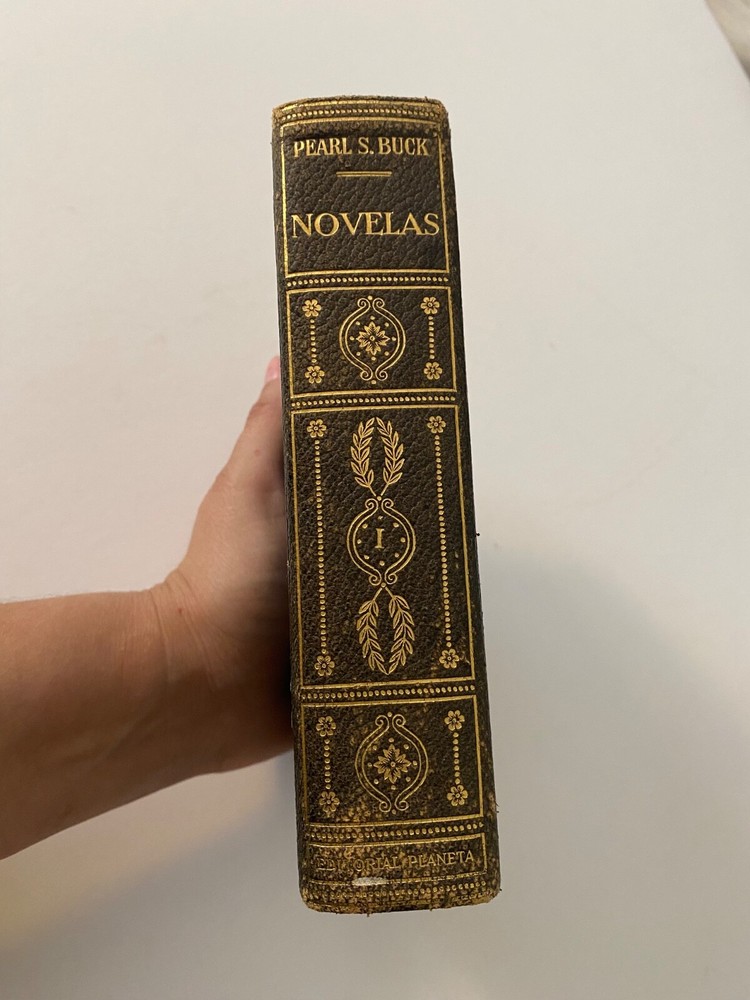 PEARL S. BUCK
NOVELAS
I
EDITORIAL PLANETA